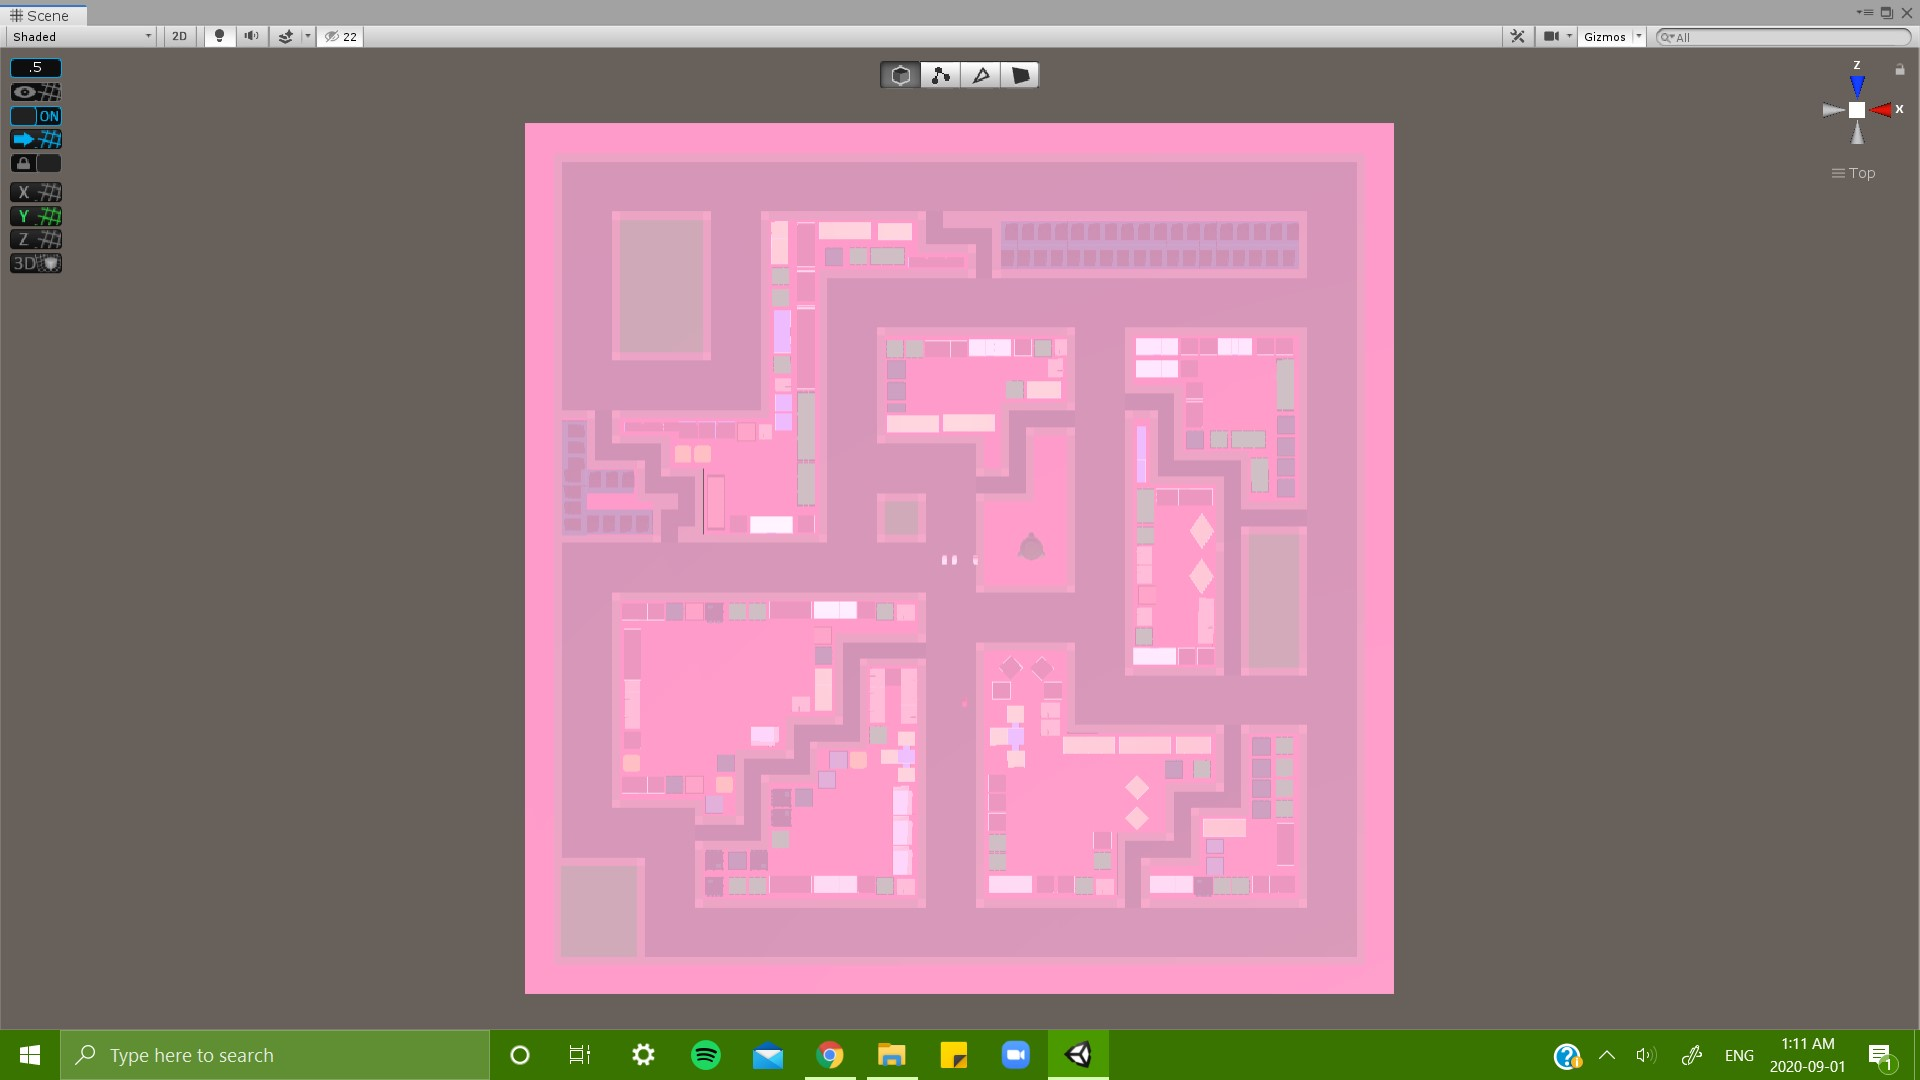 Scene
Shaded
2D
22
Gizmos
All
.5
ON
X
Y
Z
3D
Z
X
Top
Type here to search
ENG
1:11 AM
2020-09-01
1